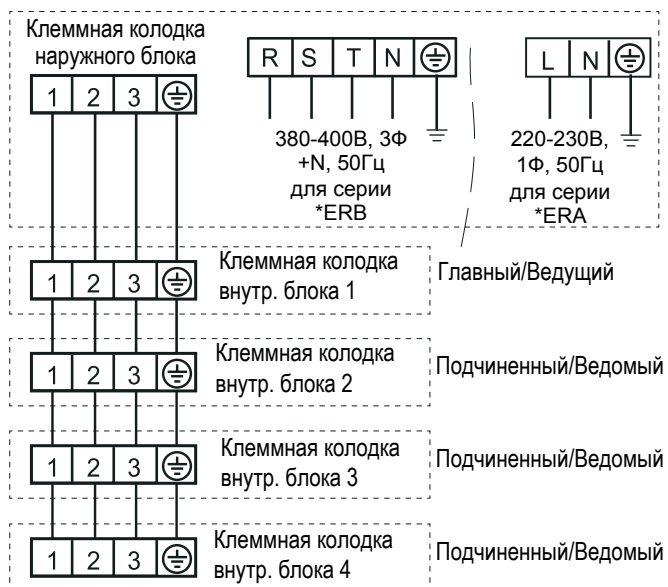 Клеммная колодка
наружного блока
1 2 3
R S T N
380-400В, 3Ф
+N, 50Гц
для серии
*ERB
L N
220-230В,
1Ф, 50Гц
для серии
*ERA
1 2 3
Клеммная колодка
внутр. блока 1
Главный/Ведущий
1 2 3
Клеммная колодка
внутр. блока 2
Подчиненный/Ведомый
1 2 3
Клеммная колодка
внутр. блока 3
Подчиненный/Ведомый
1 2 3
Клеммная колодка
внутр. блока 4
Подчиненный/Ведомый